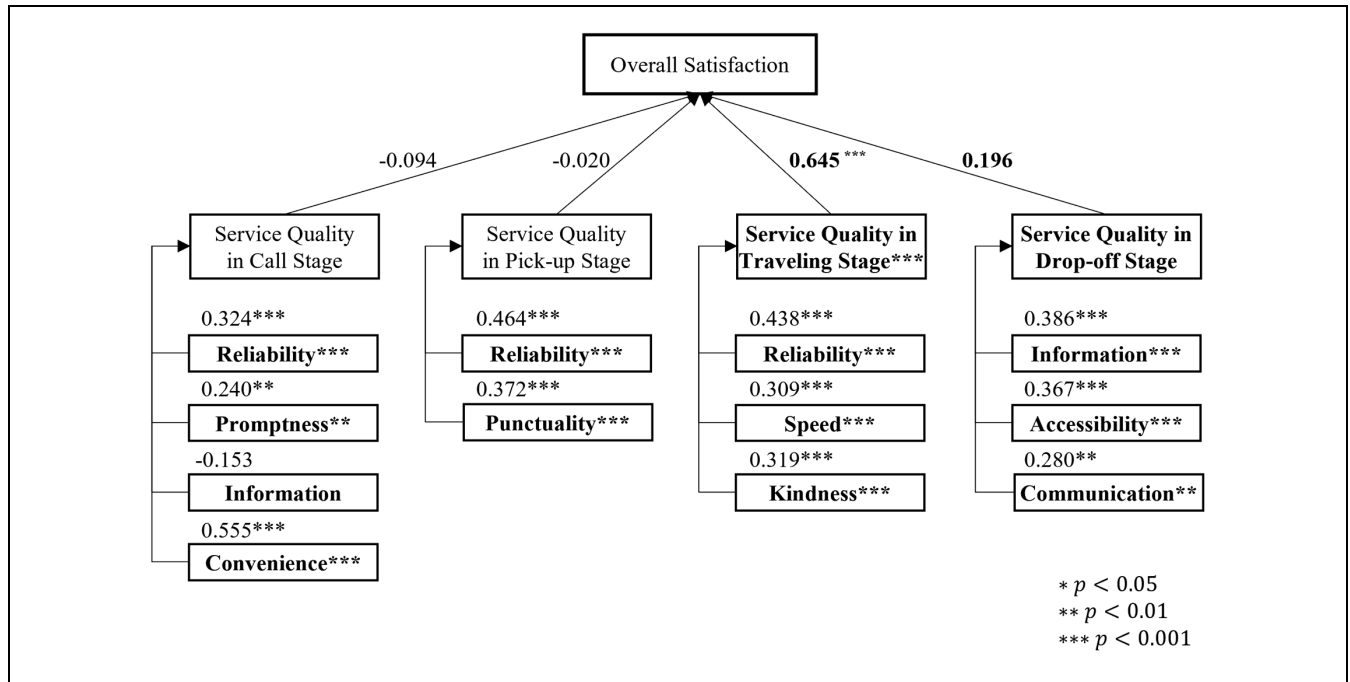 Overall Satisfaction
-0.094
-0.020
0.645 ***
0.196
Service Quality
in Call Stage
Service Quality
in Pick-up Stage
Service Quality in
Traveling Stage***
Service Quality in
Drop-off Stage
0.324***
Reliability***
0.240**
Promptness**
-0.153
Information
0.555***
Convenience***
0.464***
Reliability***
0.372***
Punctuality***
0.438***
Reliability***
0.309***
Speed***
0.319***
Kindness***
0.386***
Information***
0.367***
Accessibility***
0.280**
Communication**
* p < 0.05
** p < 0.01
*** p < 0.001